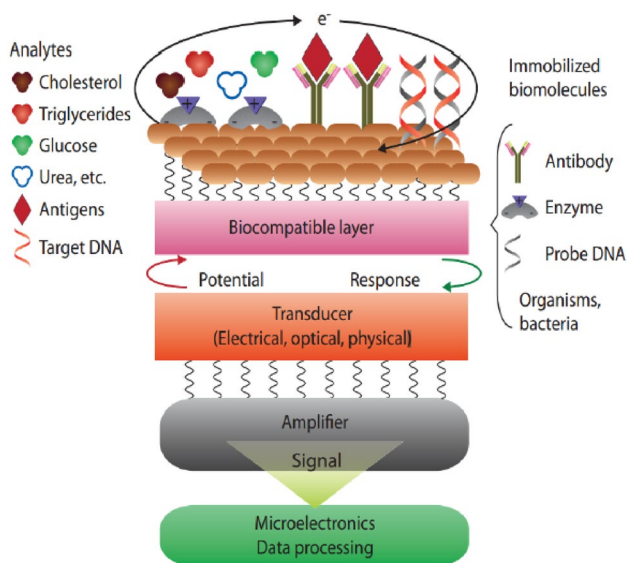 e-
Analytes
Cholesterol
Triglycerides
Glucose
Urea, etc.
Antigens
Target DNA
Immobilized
biomolecules
Antibody
Enzyme
Probe DNA
Organisms,
bacteria
Biocompatible layer
Potential
Response
Transducer
(Electrical, optical, physical)
Amplifier
Signal
Microelectronics
Data processing